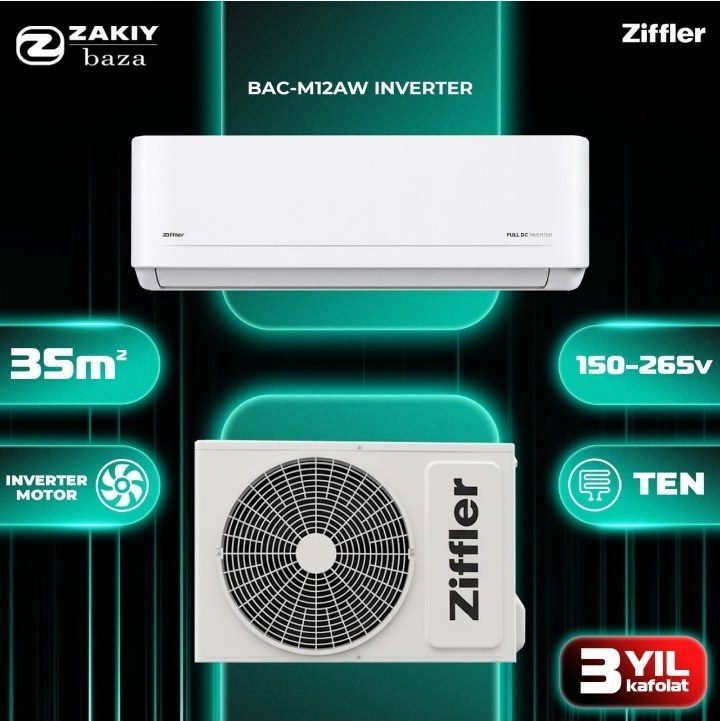 ZAKIY
baza
Ziffler
BAC-M12AW INVERTER
Ziffler
FULL DC INVERTER
35m²
150-265v
INVERTER
MOTOR
TEN
Ziffler
3 YIL
kafolat